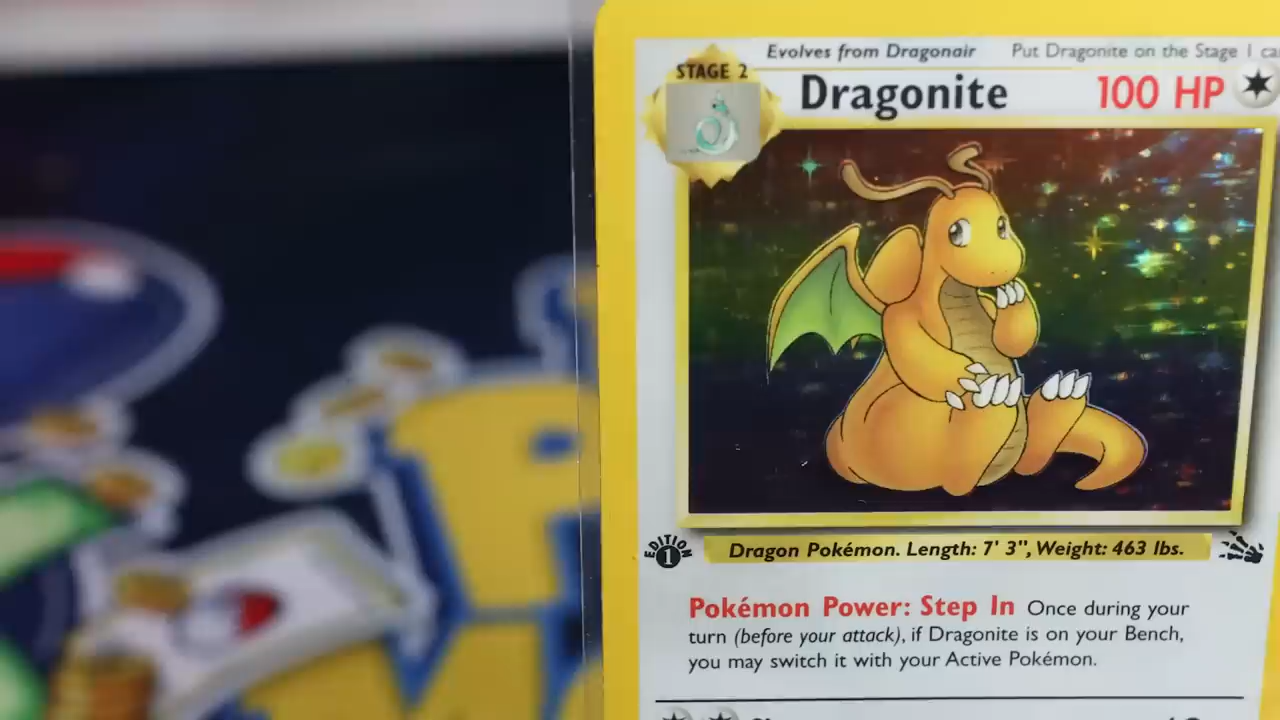 Evolves from Dragonair Put Dragonite on the Stage 1
STAGE 2
Dragonite 100 HP
EDITION 1
Dragon Pokémon. Length: 7' 3", Weight: 463 lbs.
Pokémon Power: Step In Once during your
turn (before your attack), if Dragonite is on your Bench,
you may switch it with your Active Pokémon.